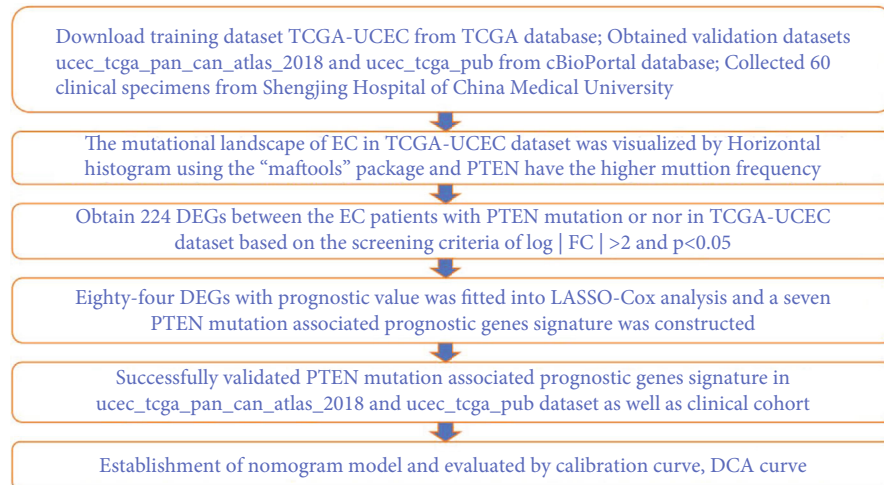 Download training dataset TCGA-UCEC from TCGA database; Obtained validation datasets
ucec_tcga_pan_can_atlas_2018 and ucec_tcga_pub from cBioPortal database; Collected 60
clinical specimens from Shengjing Hospital of China Medical University
The mutational landscape of EC in TCGA-UCEC dataset was visualized by Horizontal
histogram using the “maftools” package and PTEN have the higher muttion frequency
Obtain 224 DEGs between the EC patients with PTEN mutation or nor in TCGA-UCEC
dataset based on the screening criteria of log | FC | >2 and p<0.05
Eighty-four DEGs with prognostic value was fitted into LASSO-Cox analysis and a seven
PTEN mutation associated prognostic genes signature was constructed
Successfully validated PTEN mutation associated prognostic genes signature in
ucec_tcga_pan_can_atlas_2018 and ucec_tcga_pub dataset as well as clinical cohort
Establishment of nomogram model and evaluated by calibration curve, DCA curve